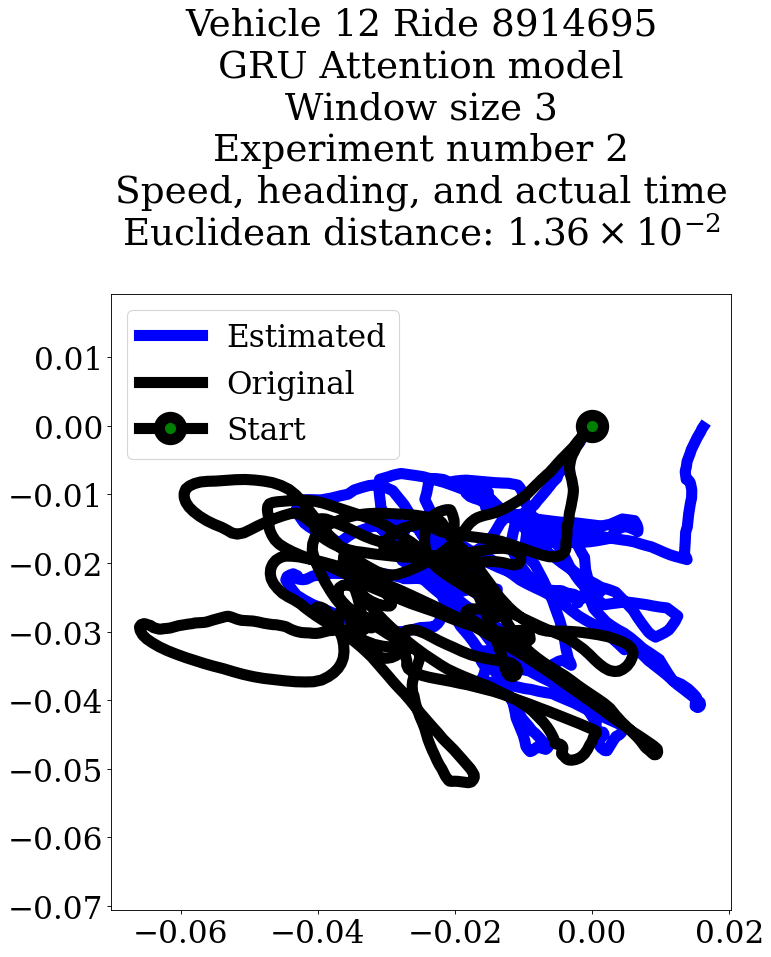 Vehicle 12 Ride 8914695
GRU Attention model
Window size 3
Experiment number 2
Speed, heading, and actual time
Euclidean distance: 1.36 × 10⁻²
Estimated
Original
Start
0.01
0.00
−0.01
−0.02
−0.03
−0.04
−0.05
−0.06
−0.07
−0.06
−0.04
−0.02
0.00
0.02